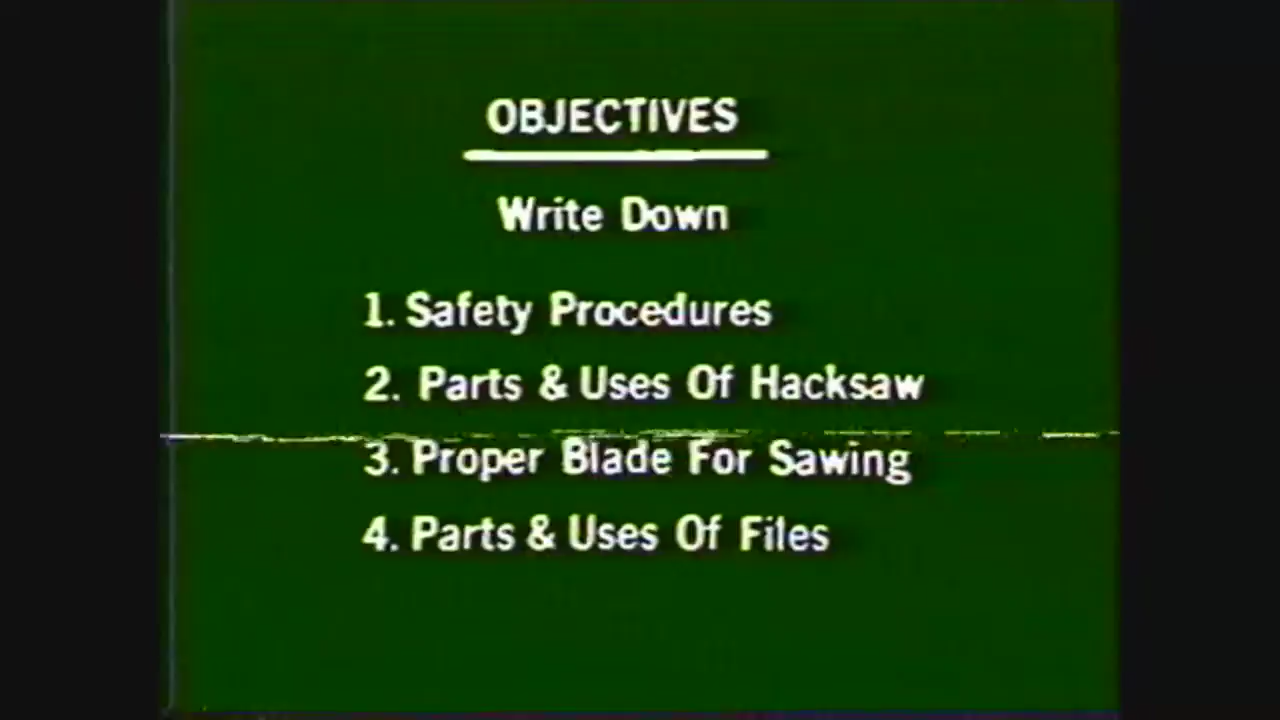 OBJECTIVES
Write Down
1. Safety Procedures
2. Parts & Uses Of Hacksaw
3. Proper Blade For Sawing
4. Parts & Uses Of Files